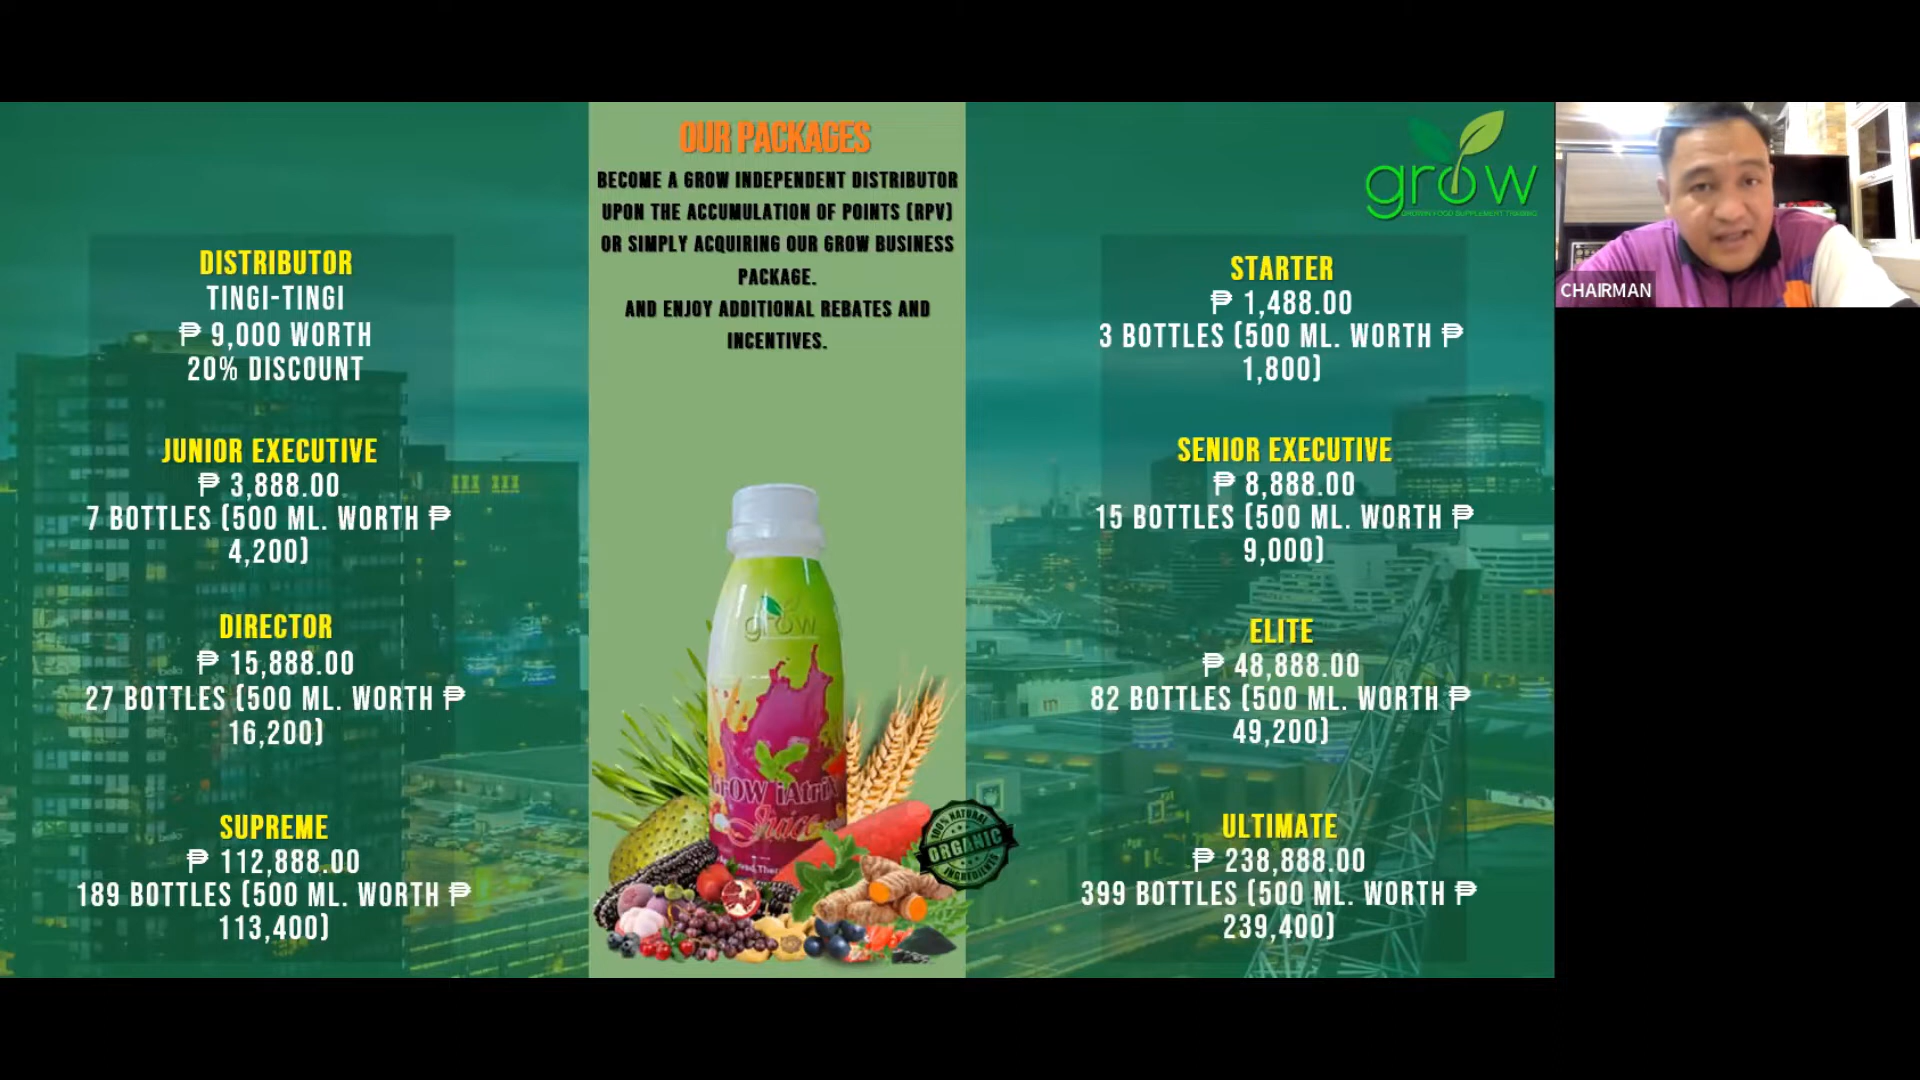 OUR PACKAGES
BECOME A GROW INDEPENDENT DISTRIBUTOR
UPON THE ACCUMULATION OF POINTS (RPV)
OR SIMPLY ACQUIRING OUR GROW BUSINESS
PACKAGE.
AND ENJOY ADDITIONAL REBATES AND
INCENTIVES.
DISTRIBUTOR
TINGI-TINGI
₱ 9,000 WORTH
20% DISCOUNT
JUNIOR EXECUTIVE
₱ 3,888.00
7 BOTTLES (500 ML. WORTH ₱
4,200)
DIRECTOR
₱ 15,888.00
27 BOTTLES (500 ML. WORTH ₱
16,200)
SUPREME
₱ 112,888.00
189 BOTTLES (500 ML. WORTH ₱
113,400)
grow
GrOW iAtriX
Juice
100% NATURAL
ORGANIC
INGREDIENTS
grow
STARTER
₱ 1,488.00
3 BOTTLES (500 ML. WORTH ₱
1,800)
SENIOR EXECUTIVE
₱ 8,888.00
15 BOTTLES (500 ML. WORTH ₱
9,000)
ELITE
₱ 48,888.00
82 BOTTLES (500 ML. WORTH ₱
49,200)
ULTIMATE
₱ 238,888.00
399 BOTTLES (500 ML. WORTH ₱
239,400)
CHAIRMAN